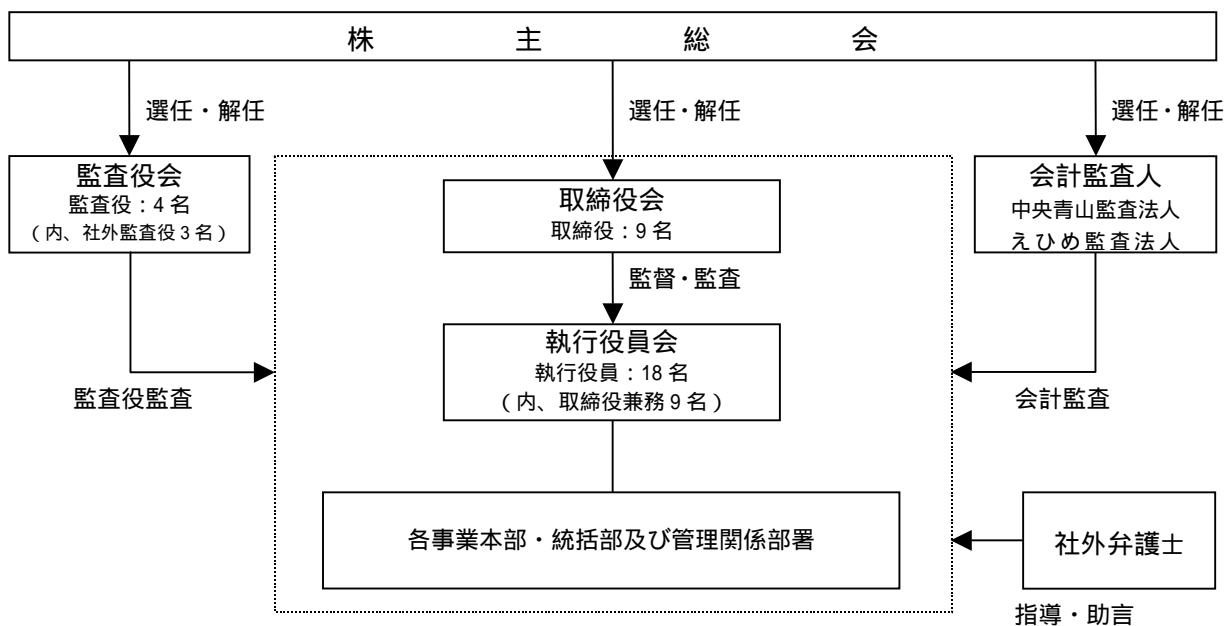 株主総会
選任・解任
選任・解任
選任・解任
監査役会
監査役：4名
（内、社外監査役3名）
取締役会
取締役：9名
会計監査人
中央青山監査法人
えひめ監査法人
監督・監査
執行役員会
執行役員：18名
（内、取締役兼務9名）
監査役監査
会計監査
各事業本部・統括部及び管理関係部署
社外弁護士
指導・助言